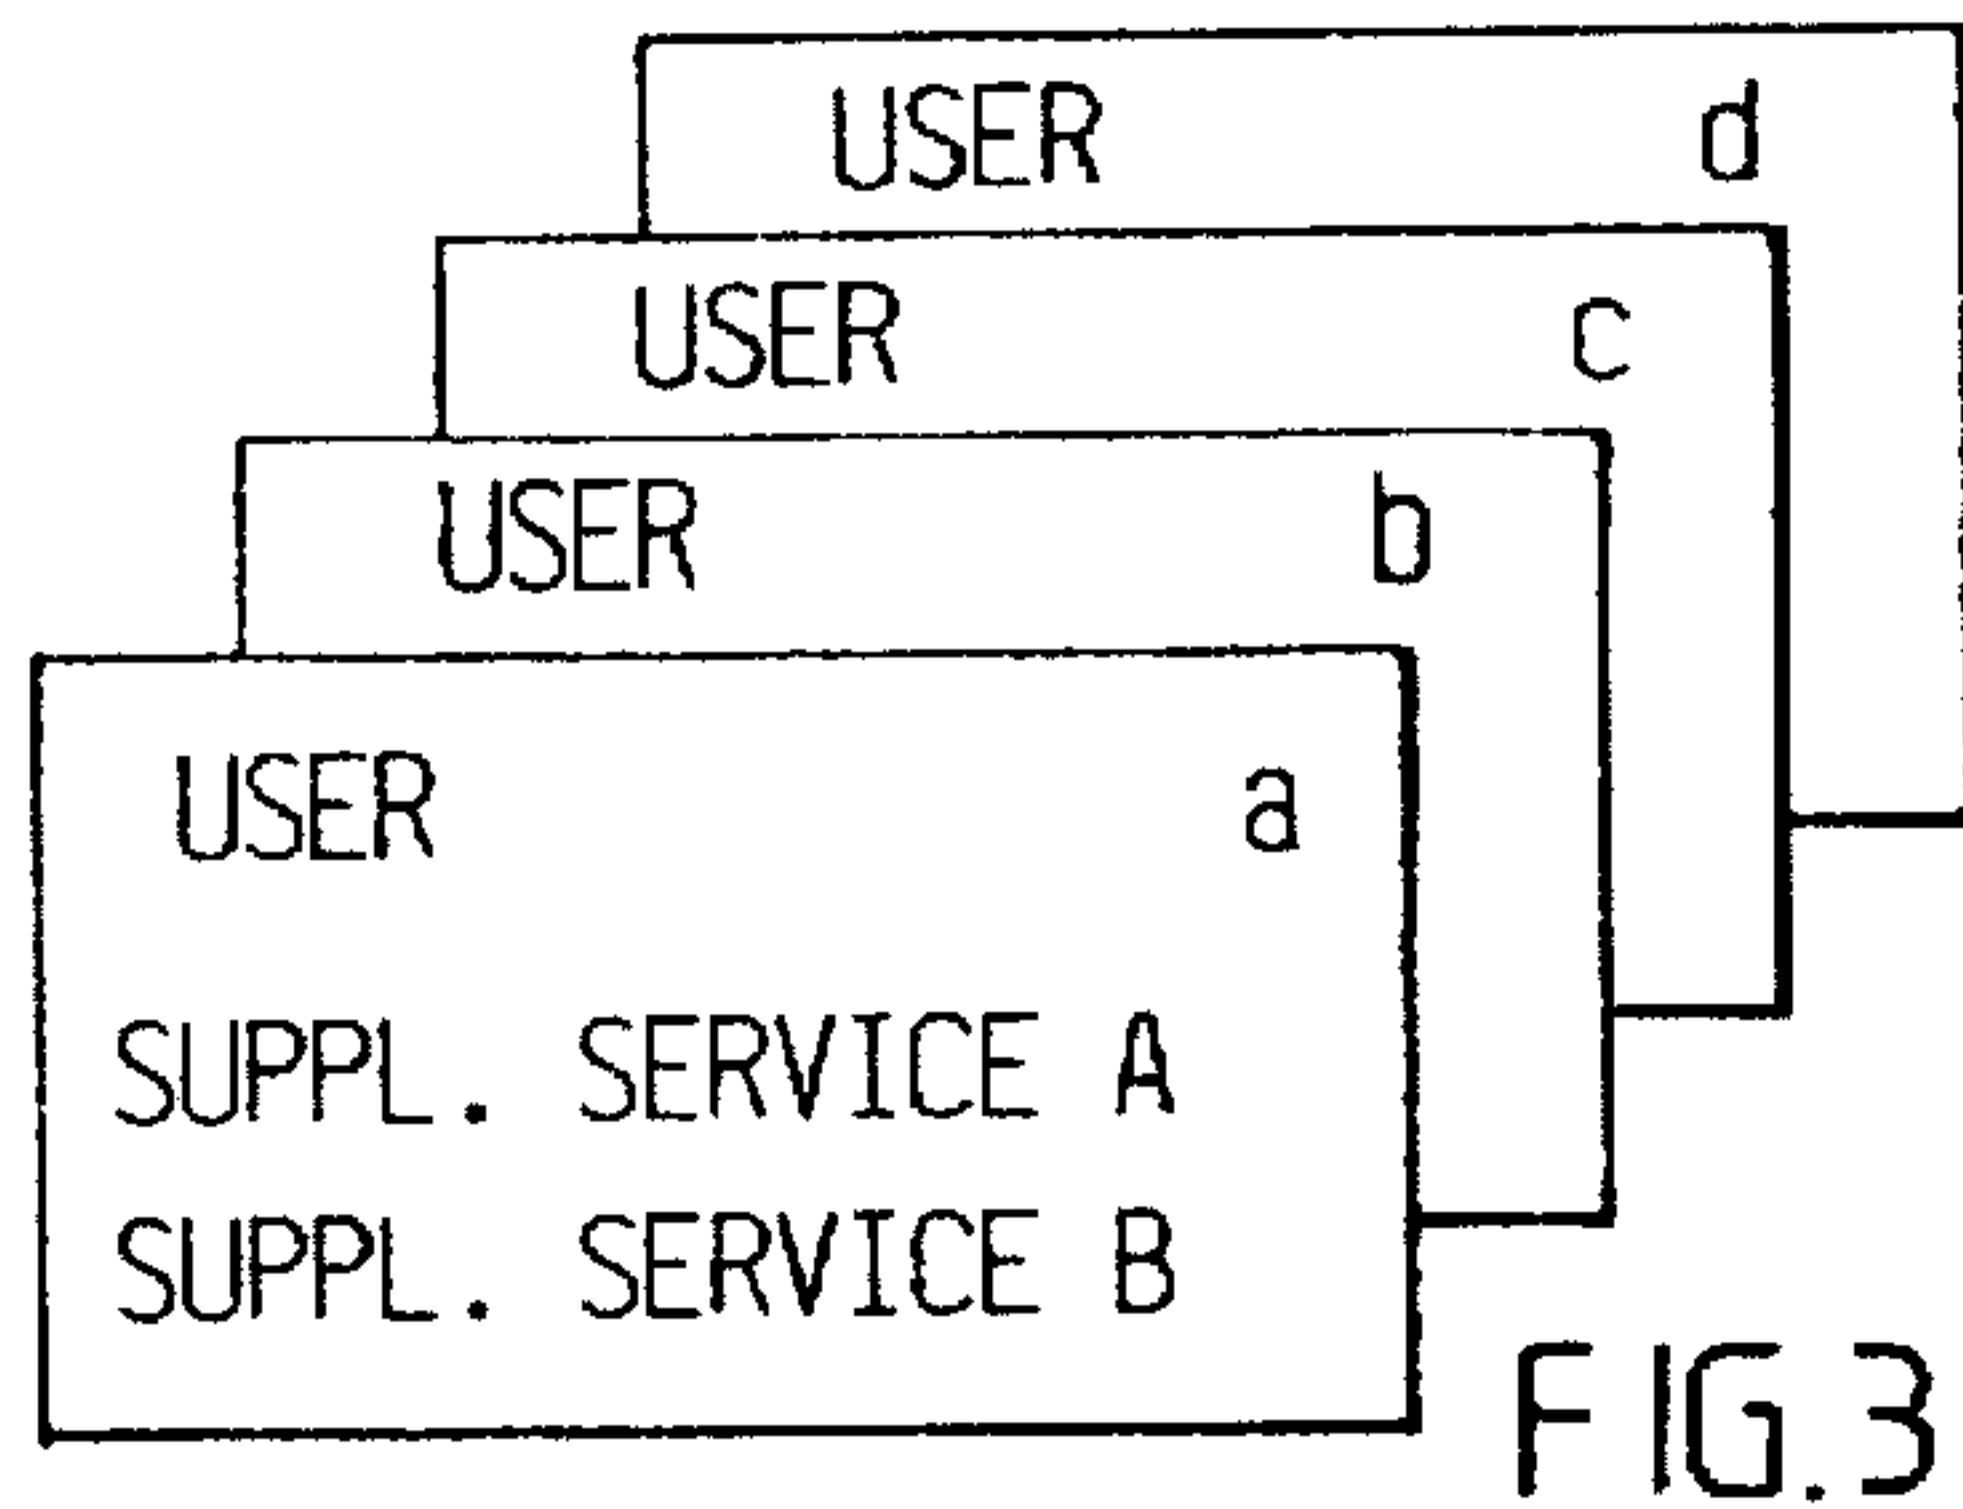 USER d
USER c
USER b
USER a
SUPPL. SERVICE A
SUPPL. SERVICE B
FIG.3